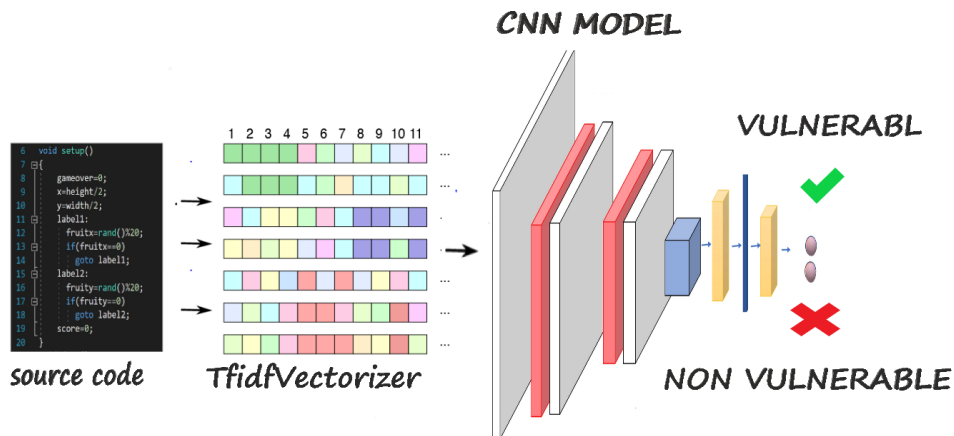 CNN MODEL
1 2 3 4 5 6 7 8 9 10 11
...
...
...
...
...
...
...
...
6 void setup()
7 {
8 gameover=0;
9 x=height/2;
10 y=width/2;
11 label1:
12 fruitx=rand()%20;
13 if(fruitx==0)
14 goto label1;
15 label2:
16 fruity=rand()%20;
17 if(fruity==0)
18 goto label2;
19 score=0;
20 }
source code
TfidfVectorizer
VULNERABL
NON VULNERABLE